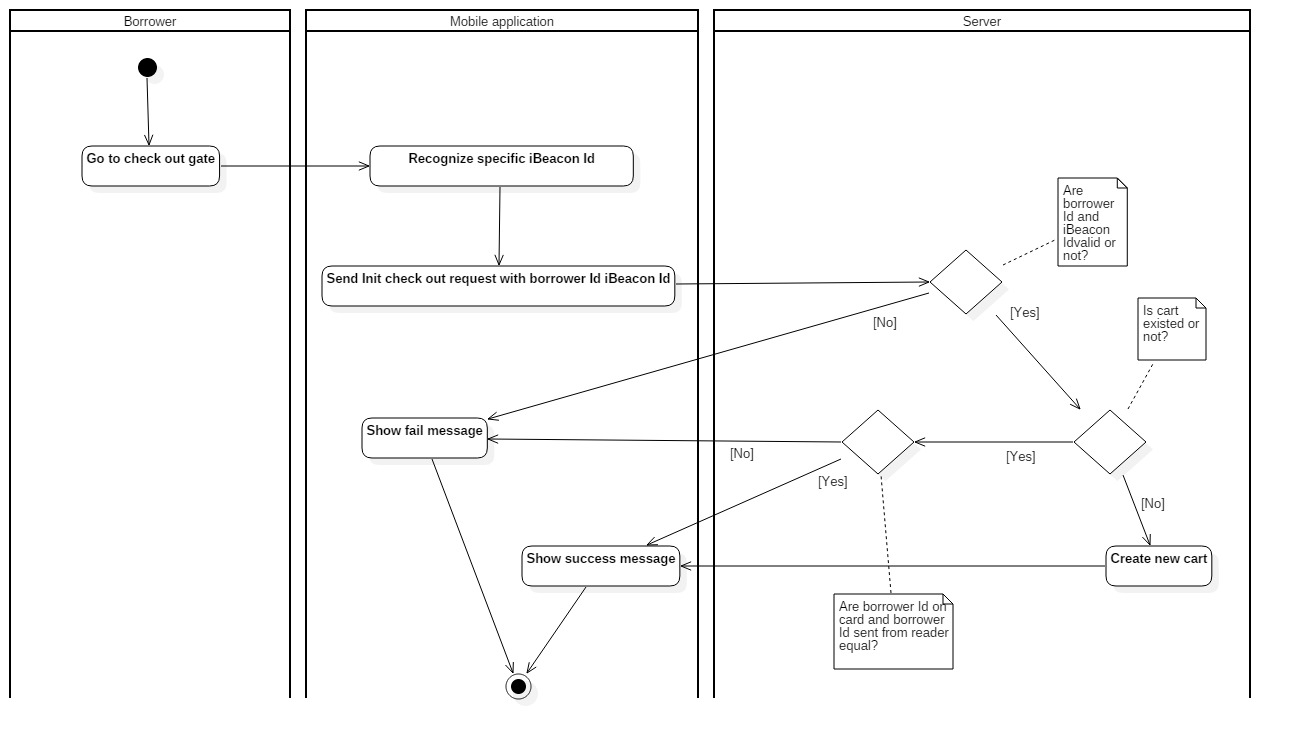 Borrower
Mobile application
Server
Go to check out gate
Recognize specific iBeacon Id
Are
borrower
Id and
iBeacon
Idvalid or
not?
Send Init check out request with borrower Id iBeacon Id
[No]
[Yes]
Is cart
existed or
not?
Show fail message
[No]
[Yes]
[Yes]
[No]
Show success message
Create new cart
Are borrower Id on
card and borrower
Id sent from reader
equal?